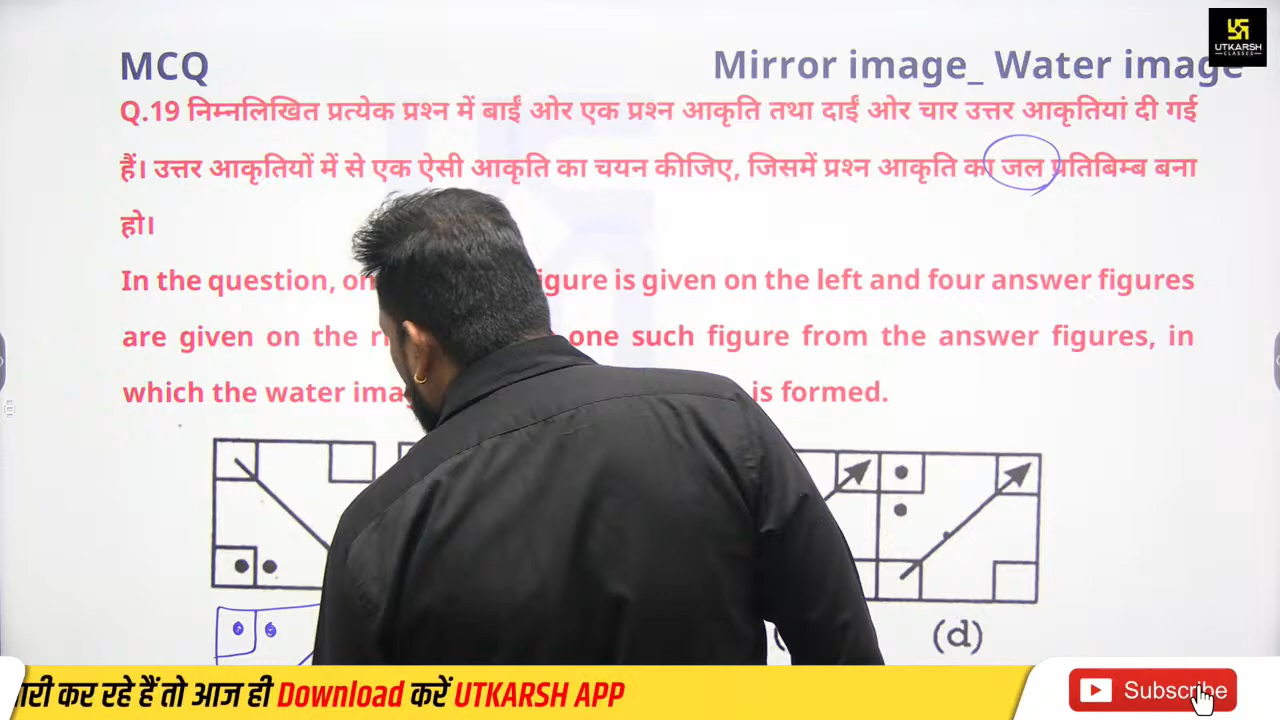 UTKARSH
CLASSES
MCQ
Mirror image_ Water image
Q.19 निम्नलिखित प्रत्येक प्रश्न में बाईं ओर एक प्रश्न आकृति तथा दाईं ओर चार उत्तर आकृतियां दी गई
हैं। उत्तर आकृतियों में से एक ऐसी आकृति का चयन कीजिए, जिसमें प्रश्न आकृति का जल प्रतिबिम्ब बना
हो।
In the question, figure is given on the left and four answer figures
are given on the one such figure from the answer figures, in
which the water is formed.
(d)
कर रहे हैं तो आज ही Download करें UTKARSH APP
Subscribe